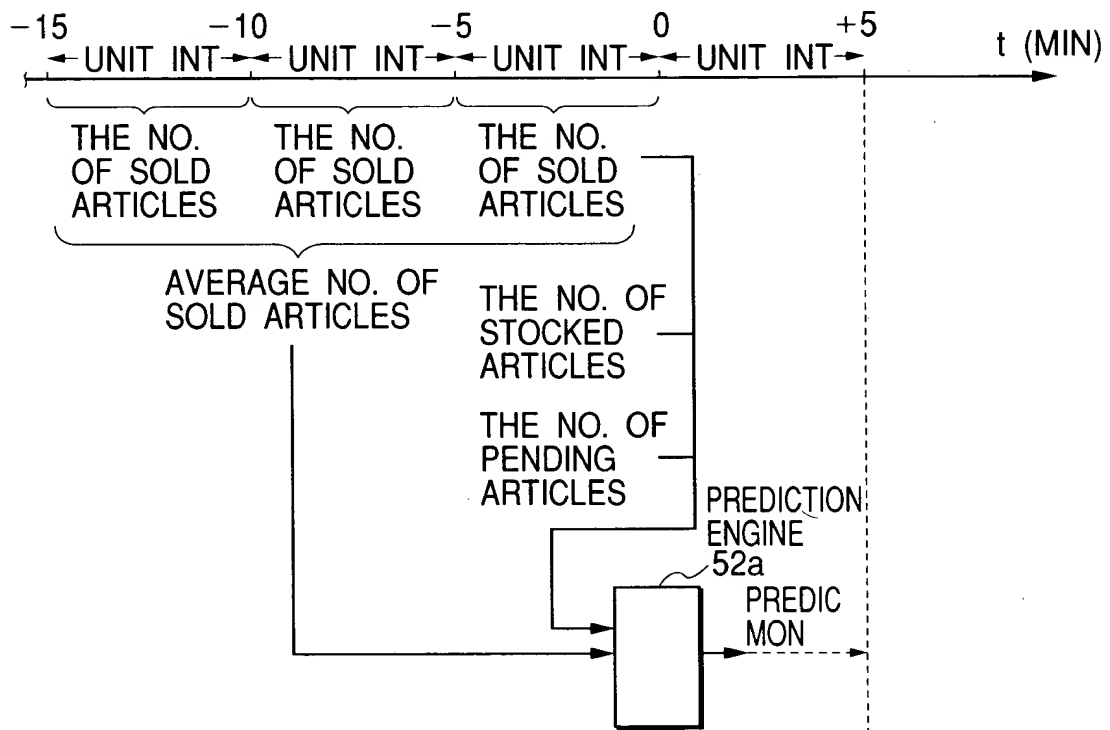 −15 −10 −5 0 +5
UNIT INT UNIT INT UNIT INT UNIT INT t (MIN)
THE NO.
OF SOLD
ARTICLES
THE NO.
OF SOLD
ARTICLES
THE NO.
OF SOLD
ARTICLES
AVERAGE NO. OF
SOLD ARTICLES
THE NO. OF
STOCKED
ARTICLES
THE NO. OF
PENDING
ARTICLES
PREDICTION
ENGINE
52a
PREDIC
MON